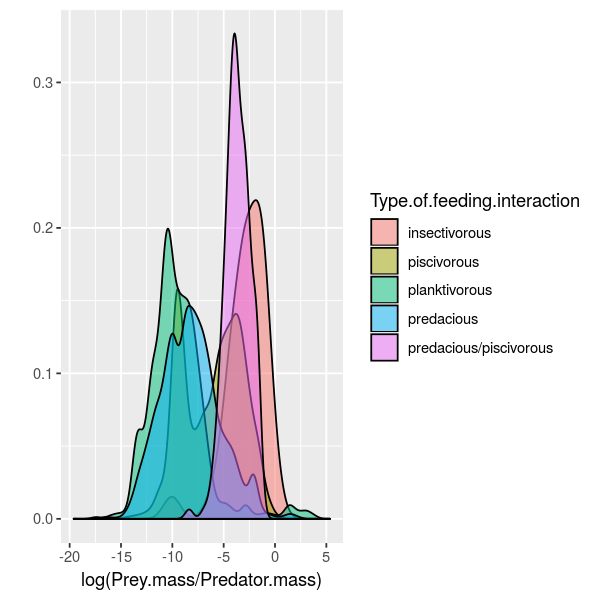 0.3
0.2
0.1
0.0
-20 -15 -10 -5 0 5
log(Prey.mass/Predator.mass)
Type.of.feeding.interaction
insectivorous
piscivorous
planktivorous
predacious
predacious/piscivorous